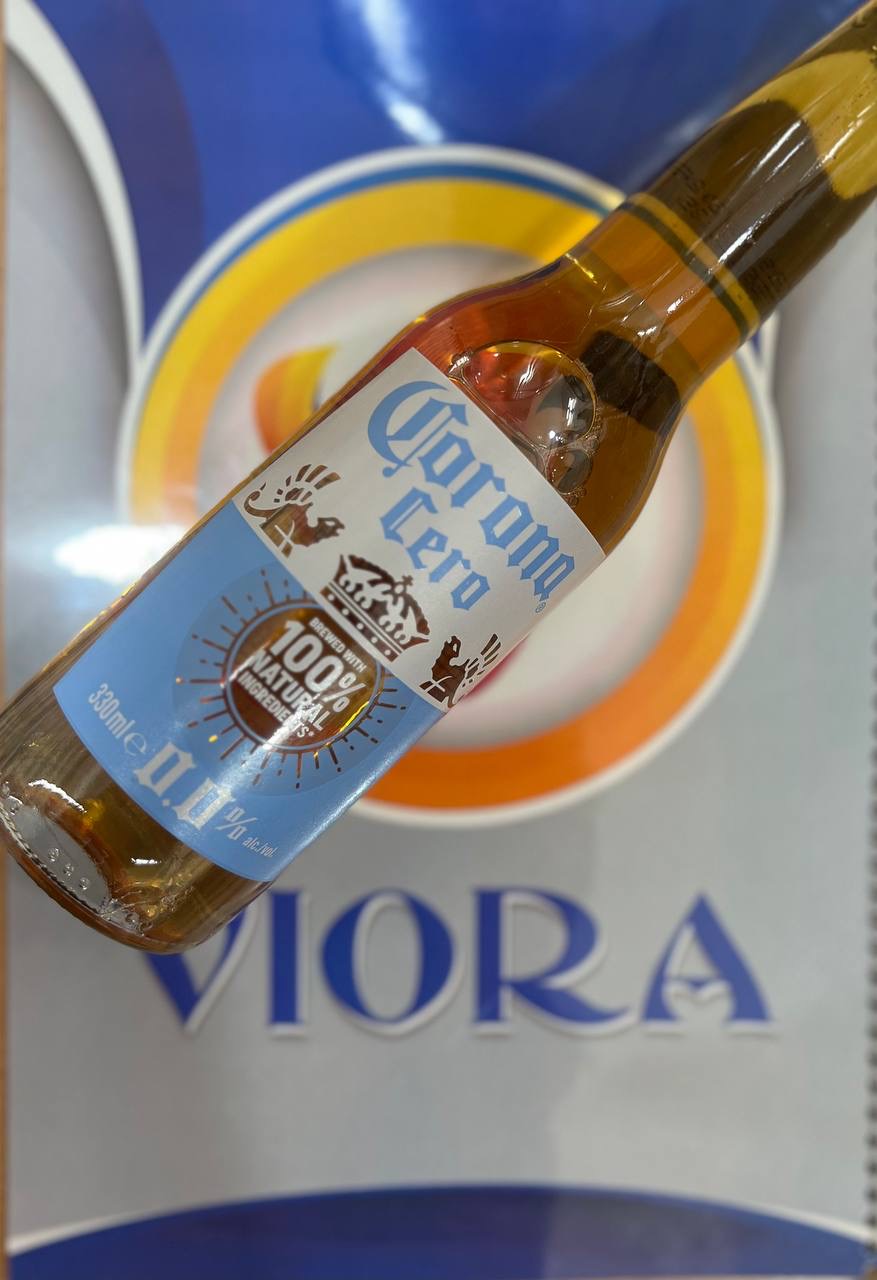 Corona®
Cero
BREWED WITH
100%
NATURAL
INGREDIENTS*
330ml℮
0.0% alc./vol.
VIORA